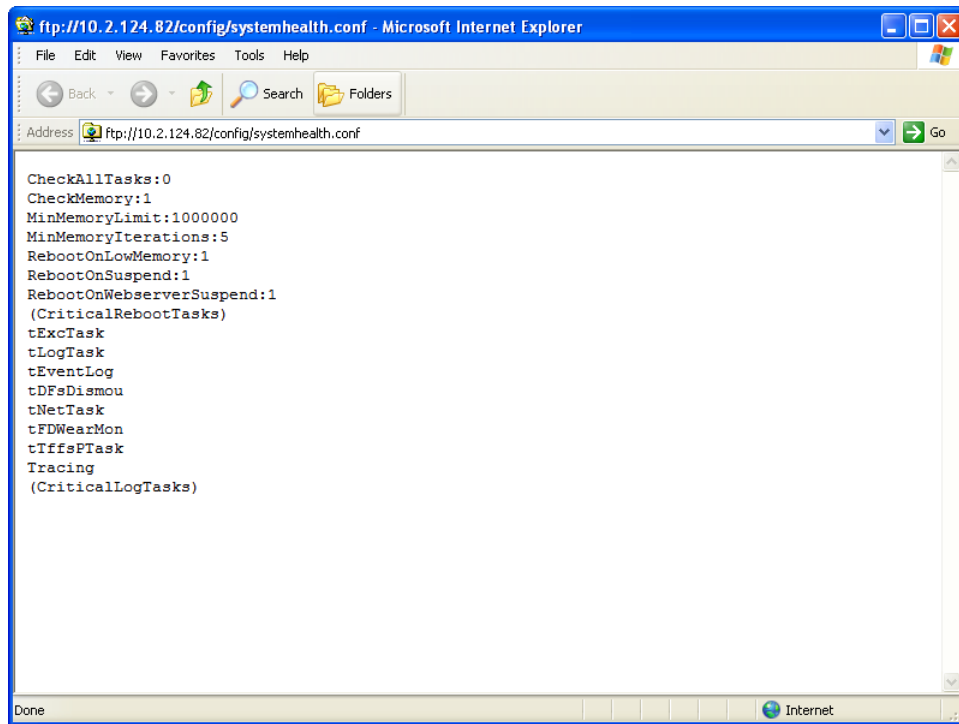 ftp://10.2.124.82/config/systemhealth.conf - Microsoft Internet Explorer
File Edit View Favorites Tools Help
Back Search Folders
Address ftp://10.2.124.82/config/systemhealth.conf Go
CheckAllTasks:0
CheckMemory:1
MinMemoryLimit:1000000
MinMemoryIterations:5
RebootOnLowMemory:1
RebootOnSuspend:1
RebootOnWebserverSuspend:1
(CriticalRebootTasks)
tExcTask
tLogTask
tEventLog
tDFsDismou
tNetTask
tFDWearMon
tTffsPTask
Tracing
(CriticalLogTasks)
Done Internet